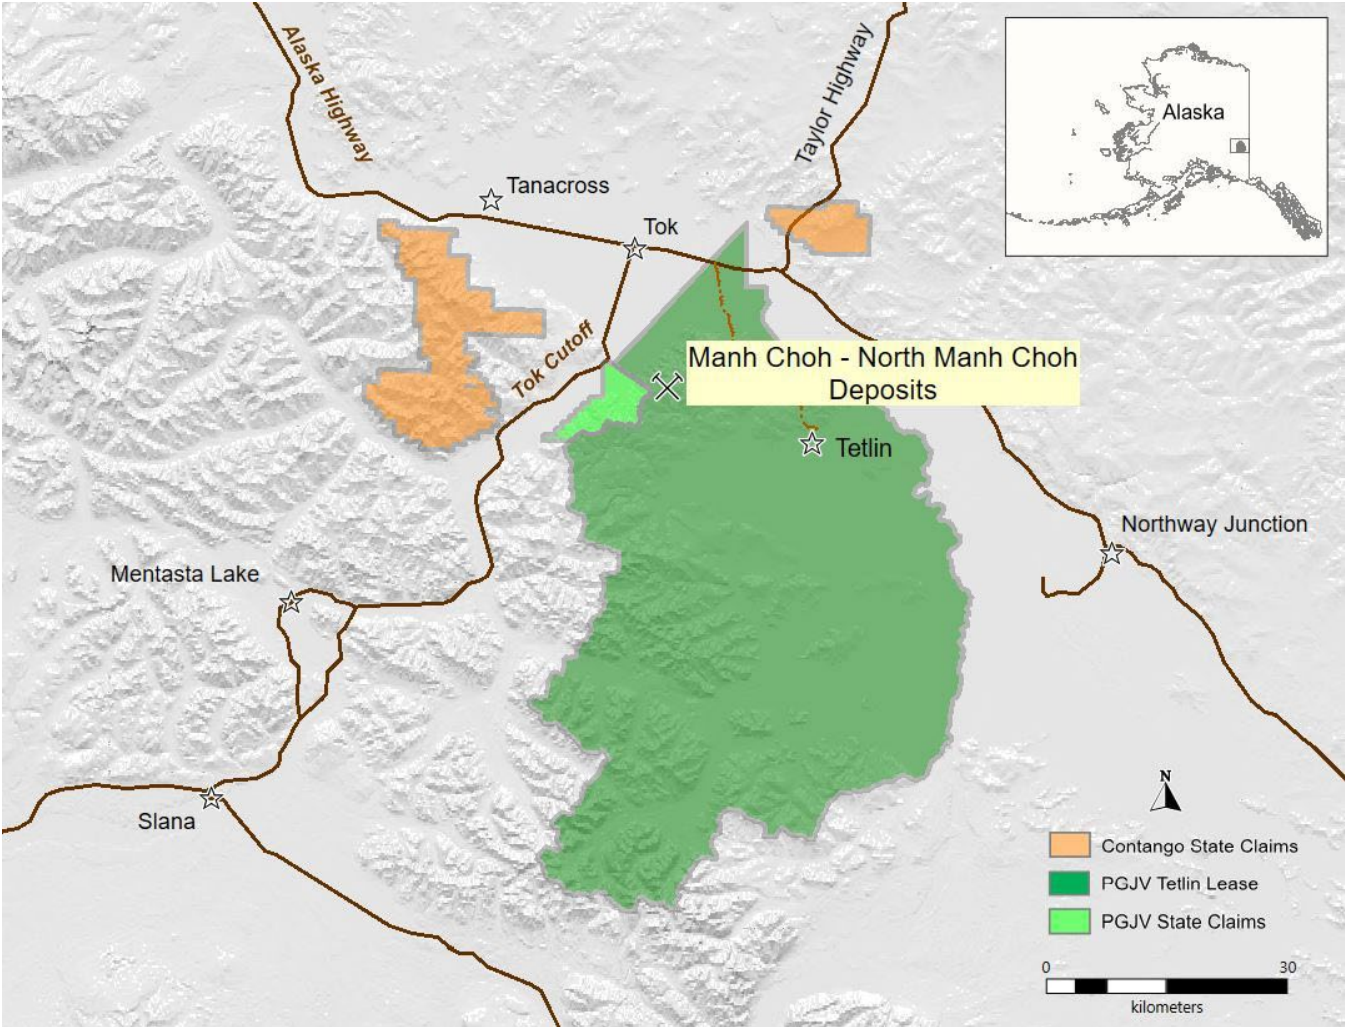 Alaska Highway
Taylor Highway
Alaska
Tanacross
Tok
Tok Cutoff
Manh Choh - North Manh Choh
Deposits
Tetlin
Northway Junction
Mentasta Lake
Slana
N
Contango State Claims
PGJV Tetlin Lease
PGJV State Claims
0 30
kilometers